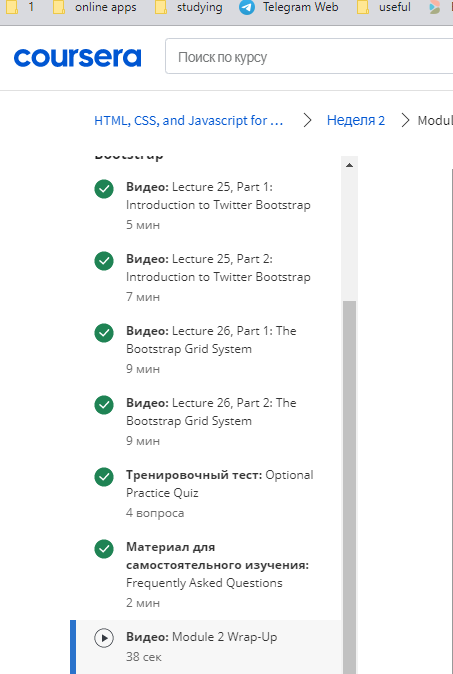 1 online apps studying Telegram Web useful
coursera Поиск по курсу
HTML, CSS, and Javascript for ... Неделя 2 Modul
Bootstrap
Видео: Lecture 25, Part 1:
Introduction to Twitter Bootstrap
5 мин
Видео: Lecture 25, Part 2:
Introduction to Twitter Bootstrap
7 мин
Видео: Lecture 26, Part 1: The
Bootstrap Grid System
9 мин
Видео: Lecture 26, Part 2: The
Bootstrap Grid System
9 мин
Тренировочный тест: Optional
Practice Quiz
4 вопроса
Материал для
самостоятельного изучения:
Frequently Asked Questions
2 мин
Видео: Module 2 Wrap-Up
38 сек